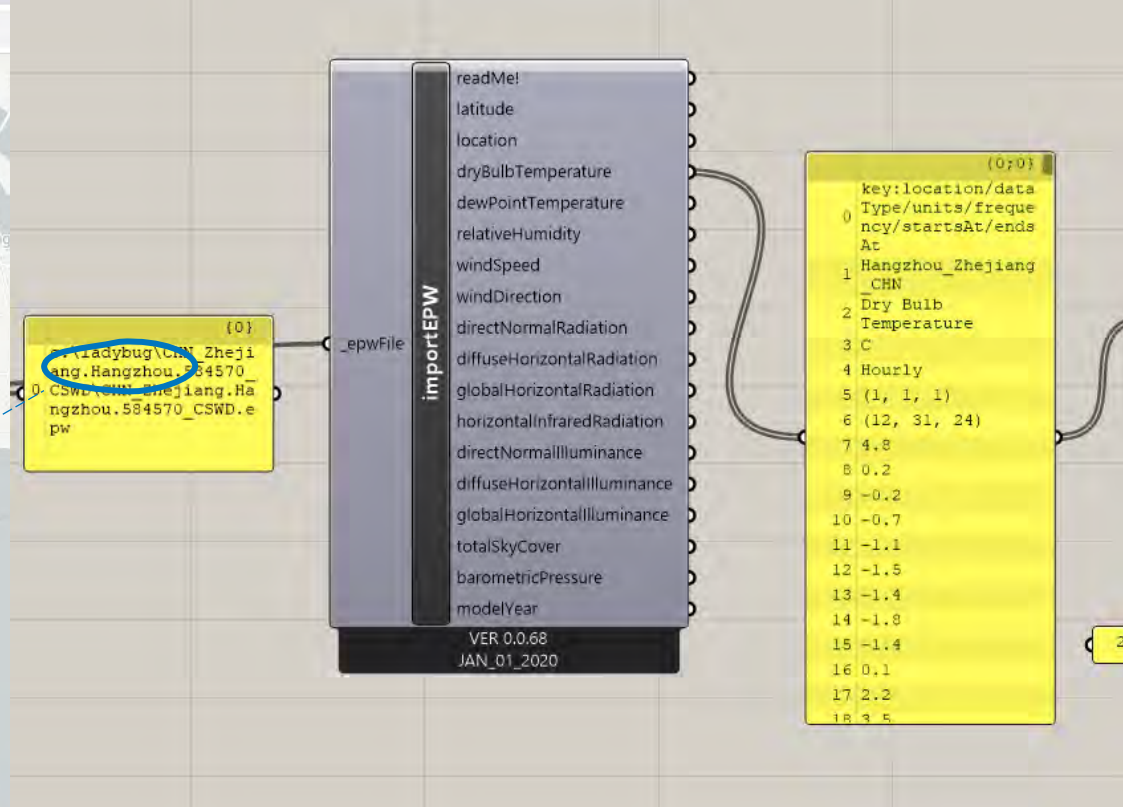 {0}
c:\ladybug\CHN_Zheji
ang.Hangzhou.584570_
0 CSWD\CHN_Zhejiang.Ha
ngzhou.584570_CSWD.e
pw
_epwFile
importEPW
readMe!
latitude
location
dryBulbTemperature
dewPointTemperature
relativeHumidity
windSpeed
windDirection
directNormalRadiation
diffuseHorizontalRadiation
globalHorizontalRadiation
horizontalInfraredRadiation
directNormalIlluminance
diffuseHorizontalIlluminance
globalHorizontalIlluminance
totalSkyCover
barometricPressure
modelYear
VER 0.0.68
JAN_01_2020
{0;0}
key:location/data
0 Type/units/freque
ncy/startsAt/ends
At
1 Hangzhou_Zhejiang
_CHN
2 Dry Bulb
Temperature
3 C
4 Hourly
5 (1, 1, 1)
6 (12, 31, 24)
7 4.8
8 0.2
9 -0.2
10 -0.7
11 -1.1
12 -1.5
13 -1.4
14 -1.8
15 -1.4
16 0.1
17 2.2
18 3.5
2